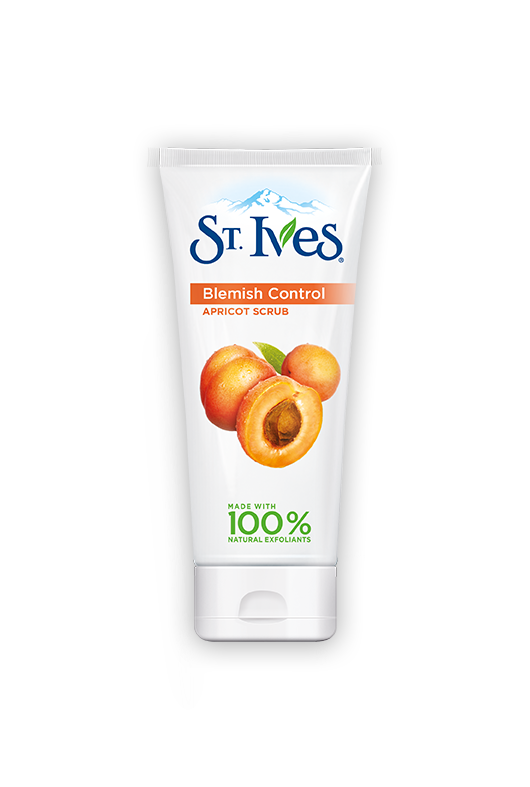 St. Ives®
Blemish Control
APRICOT SCRUB
MADE WITH
100%
NATURAL EXFOLIANTS